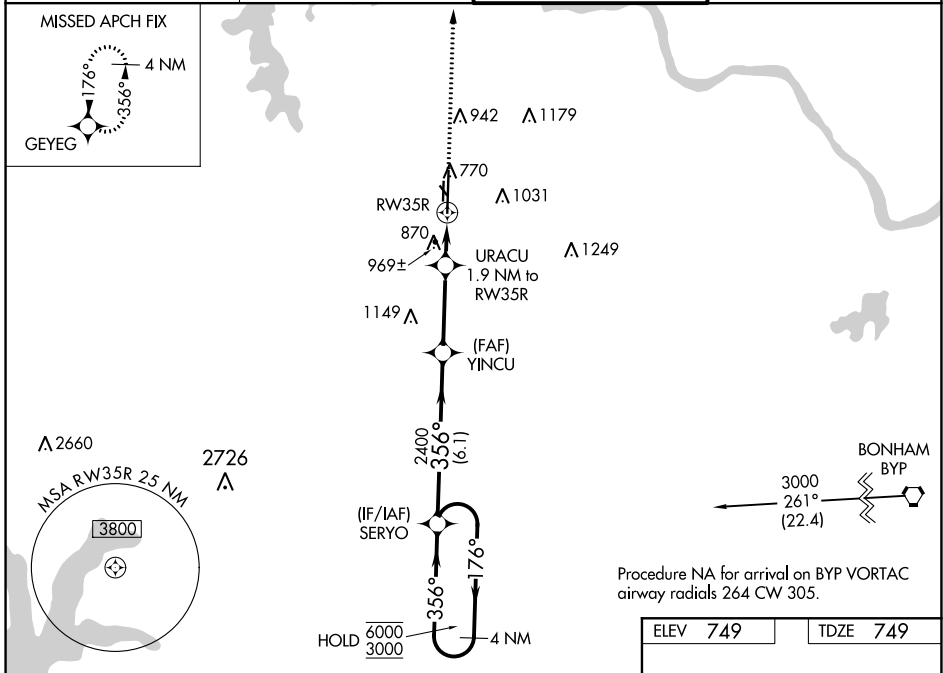 MISSED APCH FIX
4 NM
176°
356°
GEYEG
942
1179
770
RW35R
1031
870
969±
URACU
1.9 NM to
RW35R
1249
1149
(FAF)
YINCU
2400
356°
(6.1)
2660
2726
MSA RW35R 25 NM
3800
BONHAM
BYP
3000
261°
(22.4)
(IF/IAF)
SERYO
356°
176°
HOLD
6000
3000
4 NM
Procedure NA for arrival on BYP VORTAC
airway radials 264 CW 305.
ELEV 749
TDZE 749